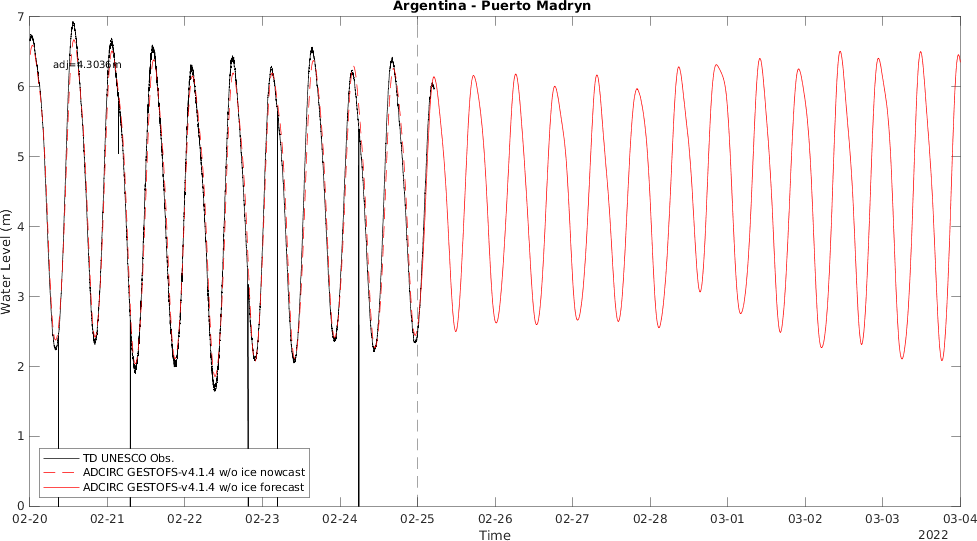 Argentina - Puerto Madryn
7
6
5
4
3
2
1
0
Water Level (m)
adj=4.3036m
TD UNESCO Obs.
ADCIRC GESTOFS-v4.1.4 w/o ice nowcast
ADCIRC GESTOFS-v4.1.4 w/o ice forecast
02-20 02-21 02-22 02-23 02-24 02-25 02-26 02-27 02-28 03-01 03-02 03-03 03-04
Time
2022